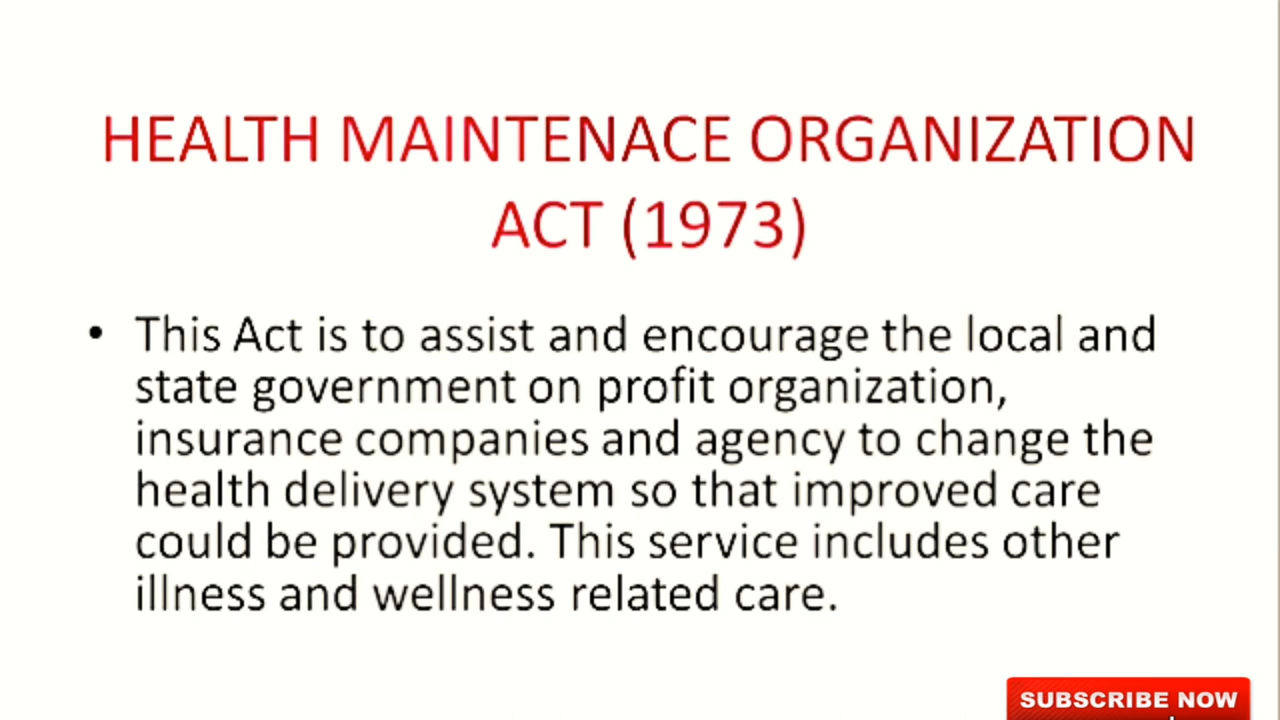 HEALTH MAINTENACE ORGANIZATION
ACT (1973)
• This Act is to assist and encourage the local and
state government on profit organization,
insurance companies and agency to change the
health delivery system so that improved care
could be provided. This service includes other
illness and wellness related care.
SUBSCRIBE NOW